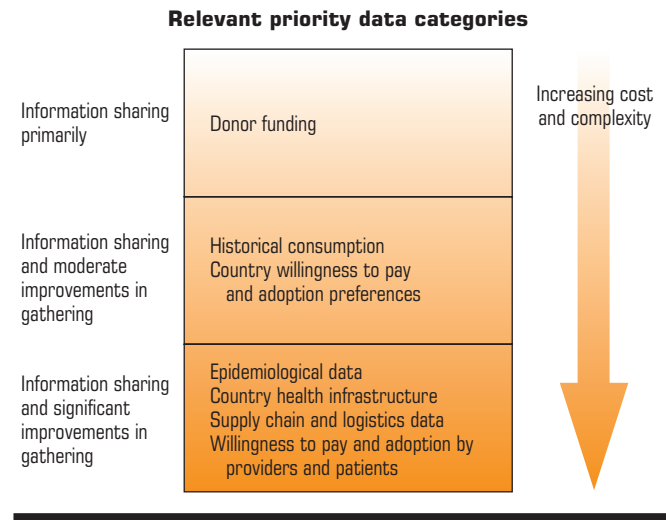 Relevant priority data categories
Information sharing
primarily
Donor funding
Increasing cost
and complexity
Information sharing
and moderate
improvements in
gathering
Historical consumption
Country willingness to pay
and adoption preferences
Information sharing
and significant
improvements in
gathering
Epidemiological data
Country health infrastructure
Supply chain and logistics data
Willingness to pay and adoption by
providers and patients